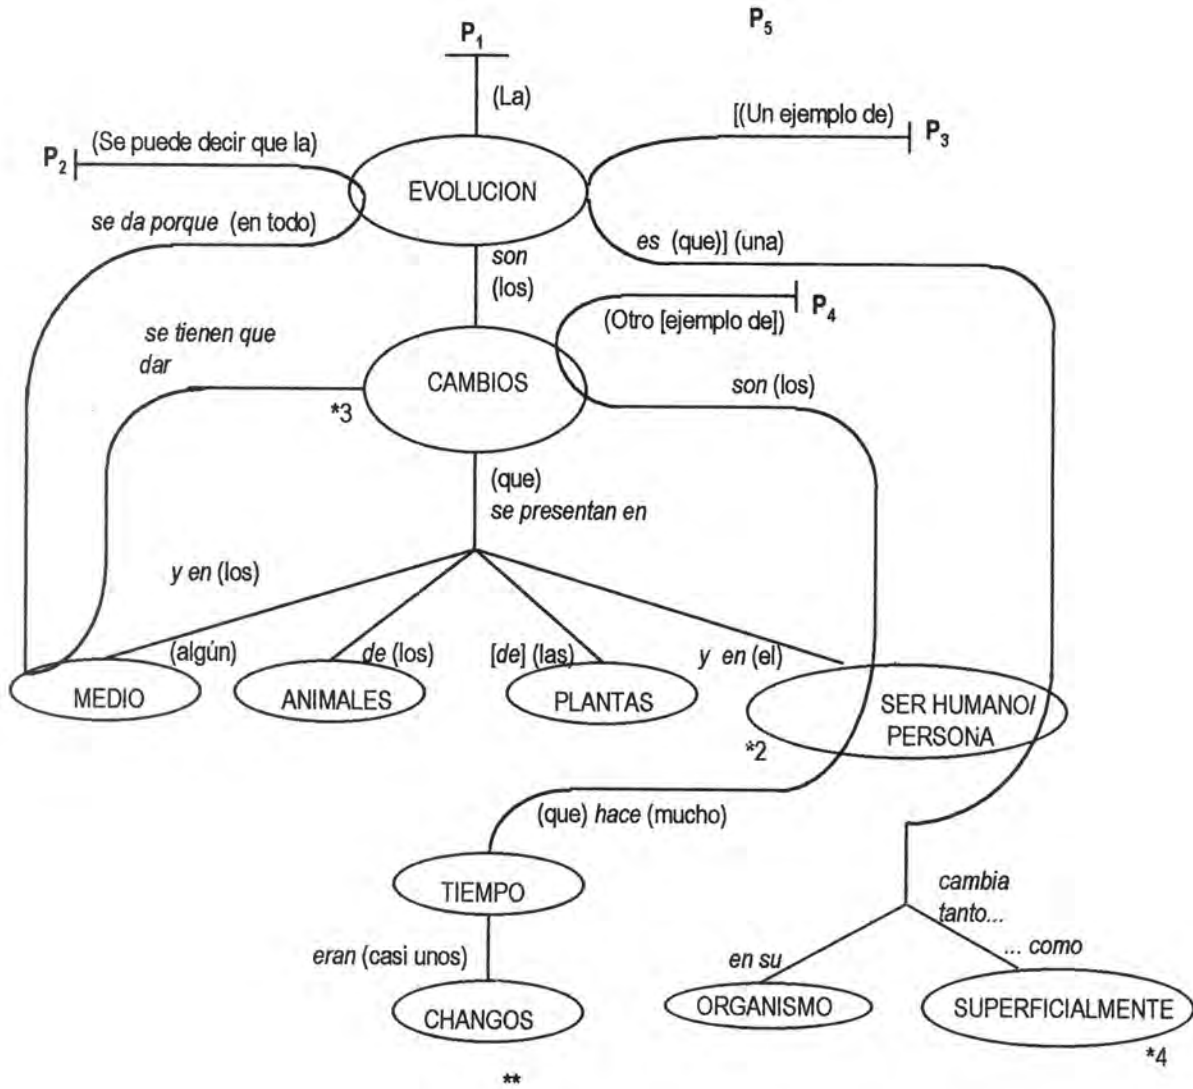 P₅
P₁
(La)
[(Un ejemplo de)
P₃
(Se puede decir que la)
P₂
EVOLUCION
se da porque (en todo)
es (que)] (una)
son
(los)
P₄
(Otro [ejemplo de])
se tienen que
dar
CAMBIOS
son (los)
*3
(que)
se presentan en
y en (los)
(algún)
de (los)
[de] (las)
y en (el)
MEDIO
ANIMALES
PLANTAS
SER HUMANO/
PERSONA
*2
(que) hace (mucho)
TIEMPO
cambia
tanto...
... como
eran (casi unos)
en su
CHANGOS
ORGANISMO
SUPERFICIALMENTE
*4
**